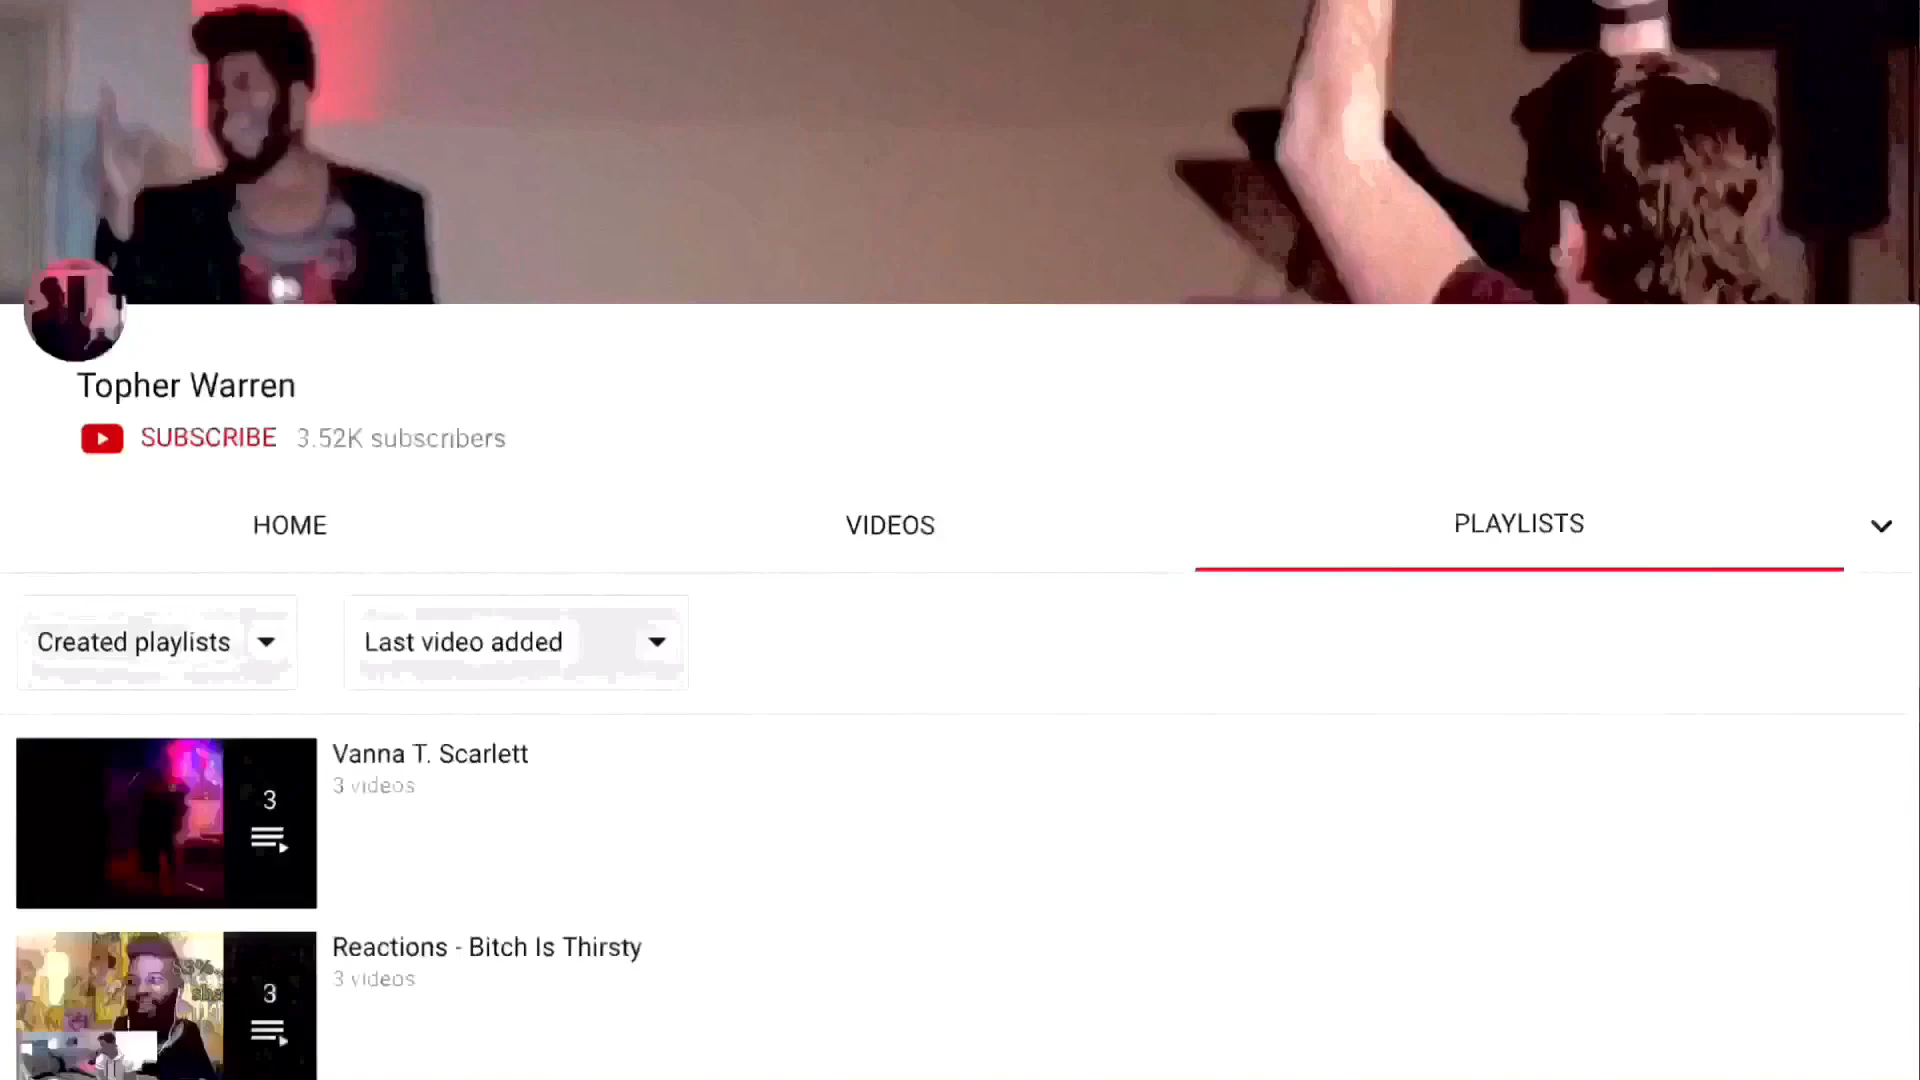 Topher Warren
SUBSCRIBE 3.52K subscribers
HOME VIDEOS PLAYLISTS
Created playlists Last video added
Vanna T. Scarlett
3 videos
3
Reactions - Bitch Is Thirsty
3 videos
83%
3